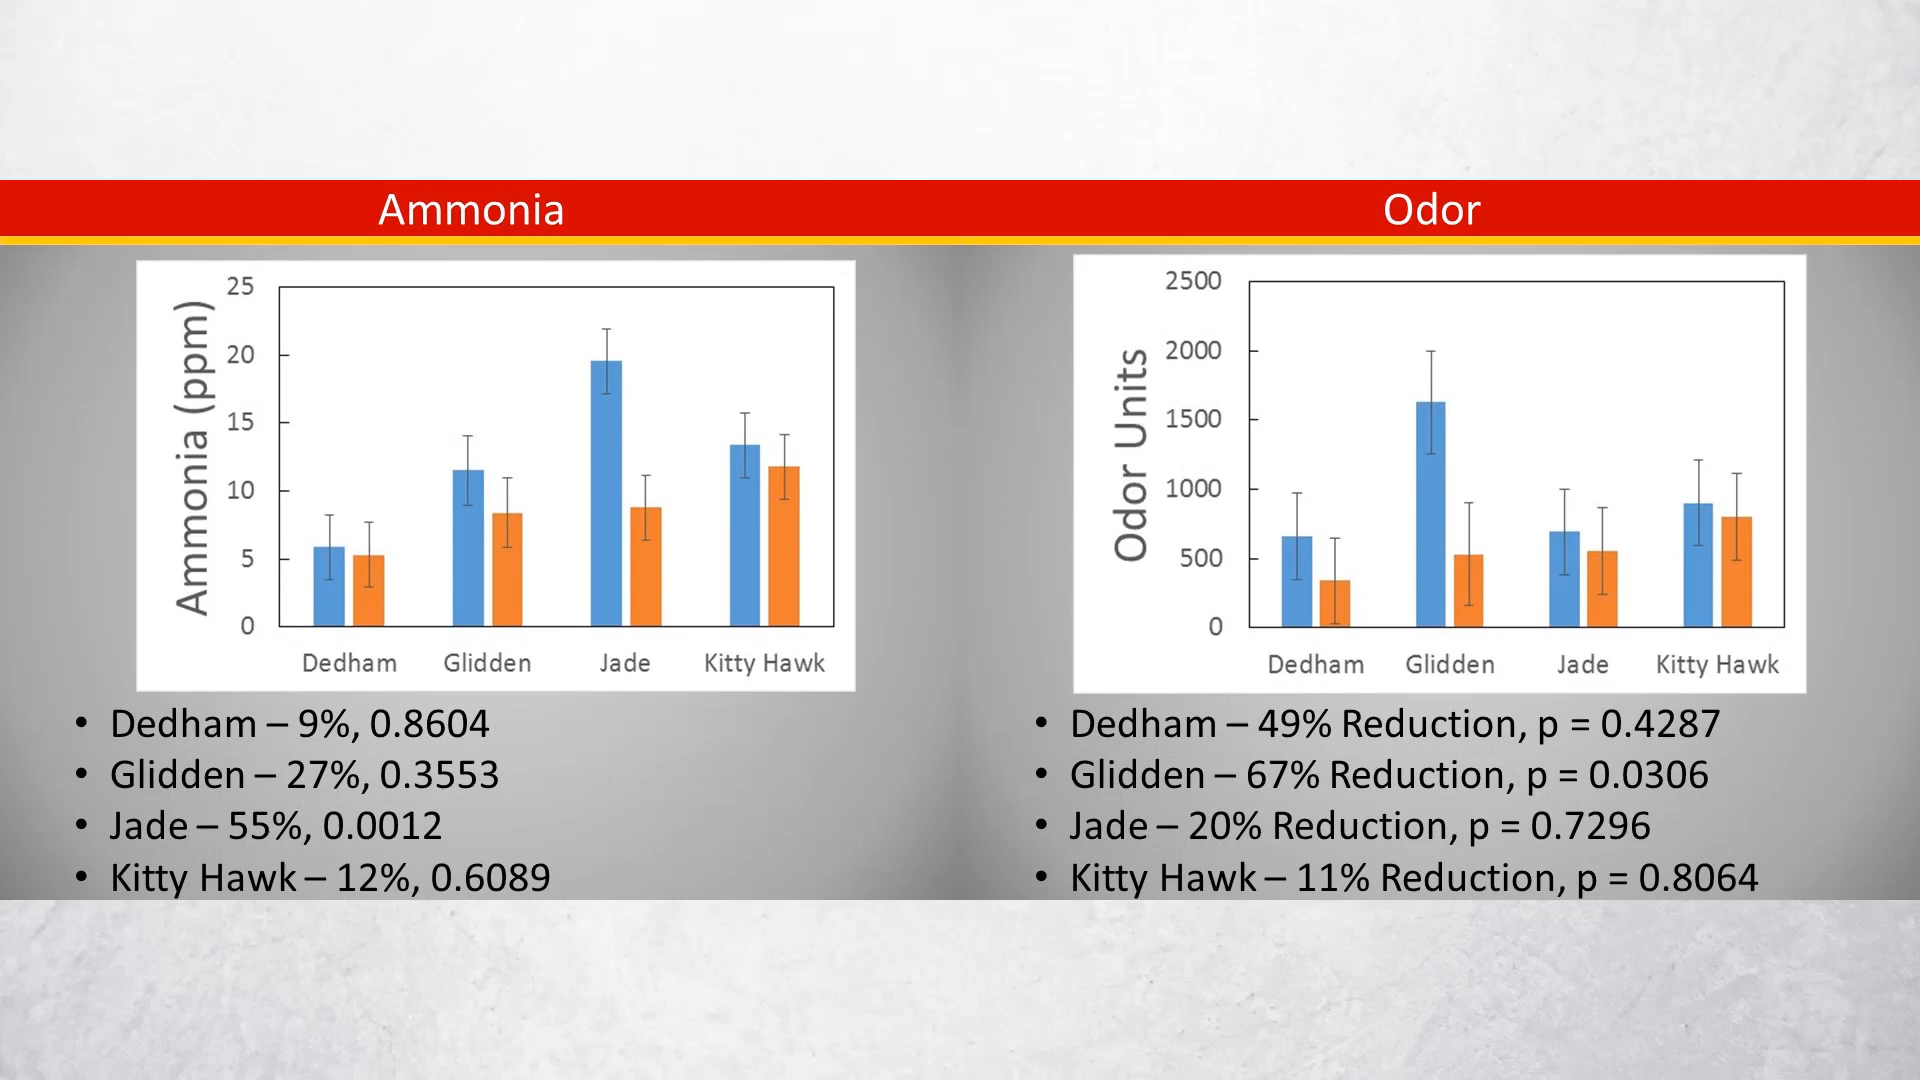 Ammonia
Ammonia (ppm)
25
20
15
10
5
0
Dedham Glidden Jade Kitty Hawk
• Dedham – 9%, 0.8604
• Glidden – 27%, 0.3553
• Jade – 55%, 0.0012
• Kitty Hawk – 12%, 0.6089
Odor
Odor Units
2500
2000
1500
1000
500
0
Dedham Glidden Jade Kitty Hawk
• Dedham – 49% Reduction, p = 0.4287
• Glidden – 67% Reduction, p = 0.0306
• Jade – 20% Reduction, p = 0.7296
• Kitty Hawk – 11% Reduction, p = 0.8064